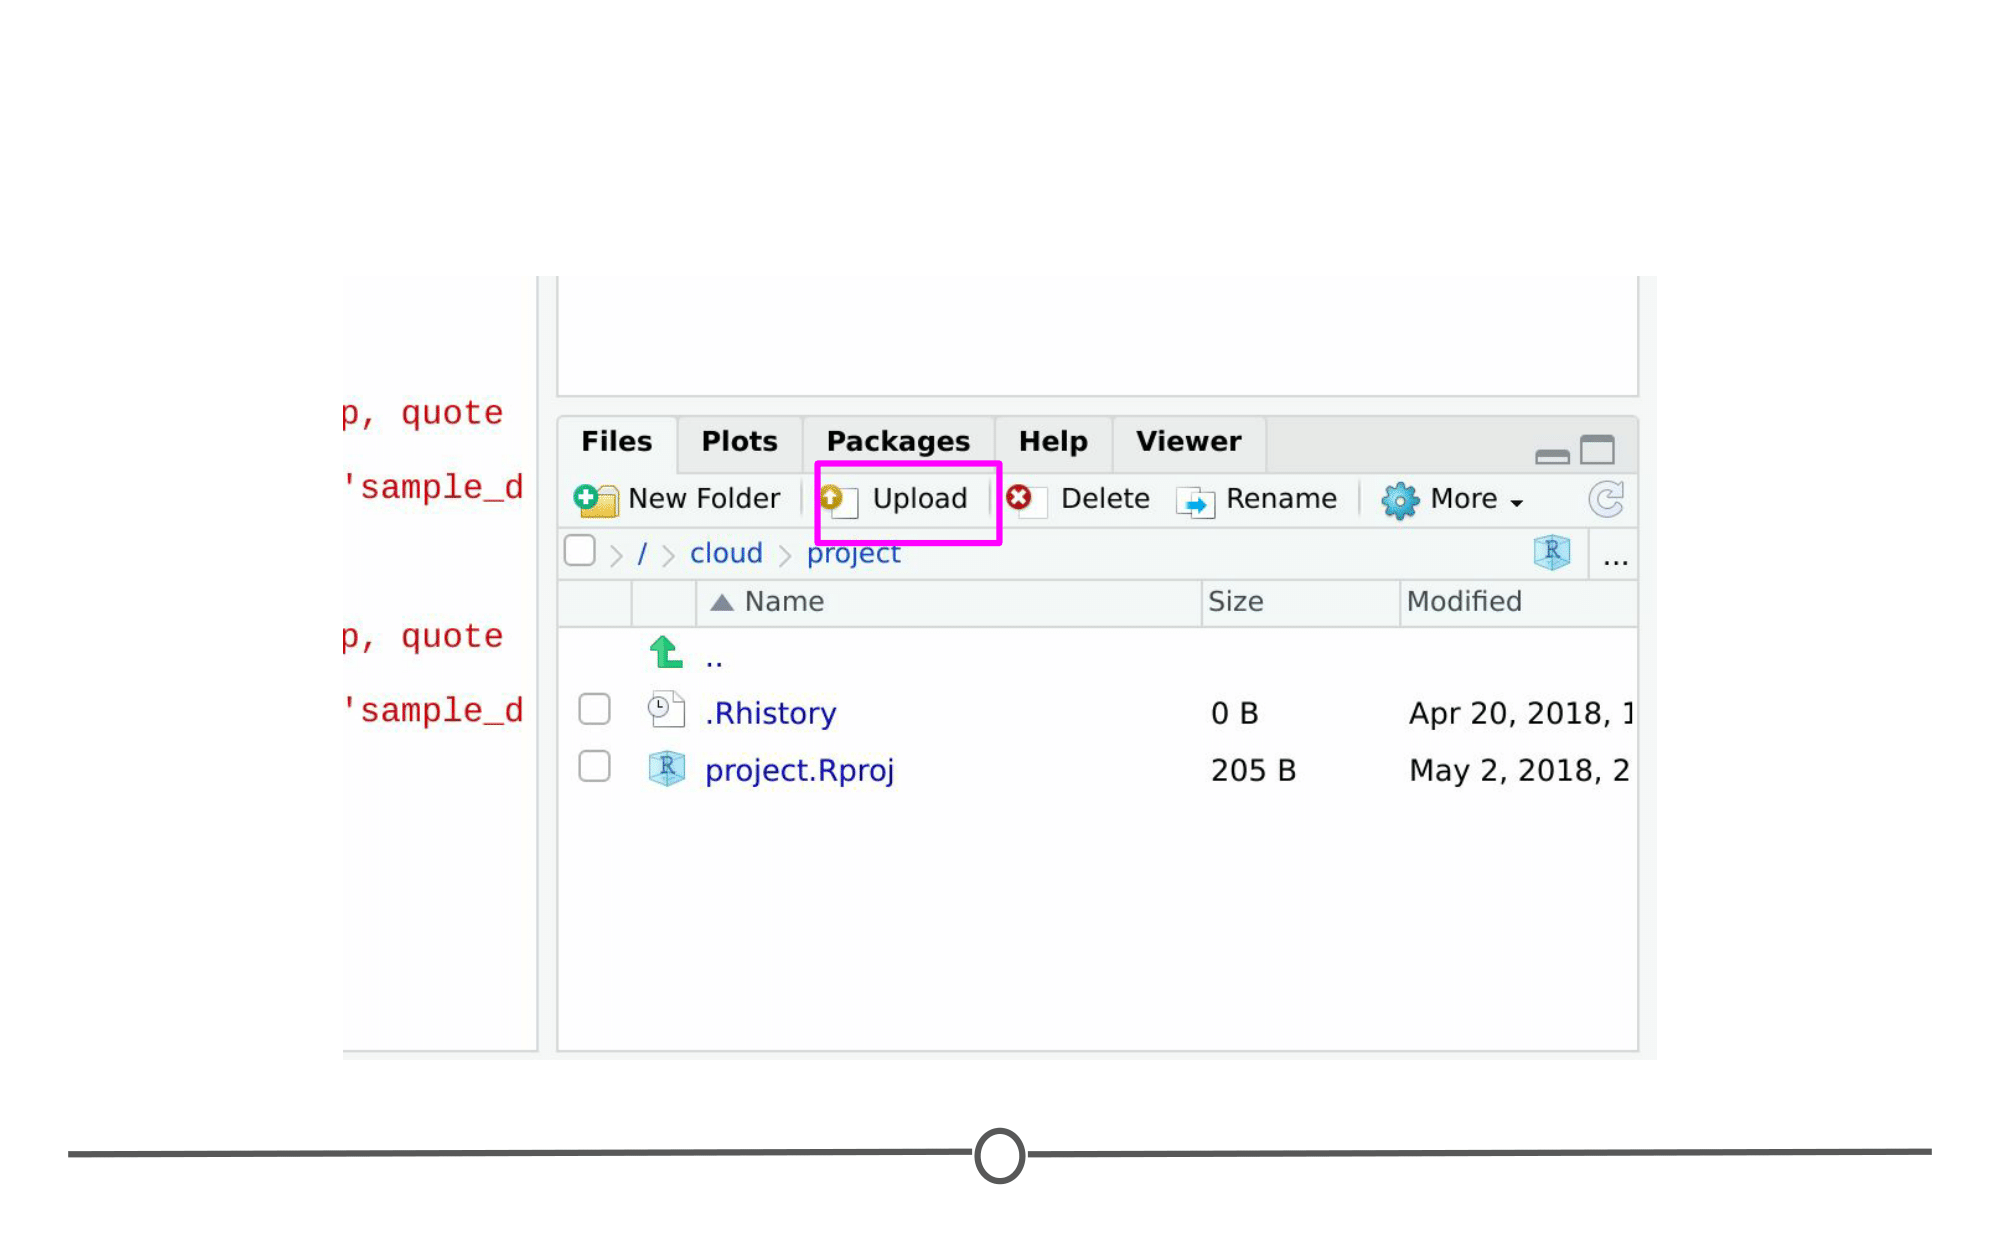 p, quote
'sample_d
p, quote
'sample_d
Files Plots Packages Help Viewer
New Folder Upload Delete Rename More
/ cloud project ...
Name Size Modified
..
.Rhistory 0 B Apr 20, 2018, 1
project.Rproj 205 B May 2, 2018, 2